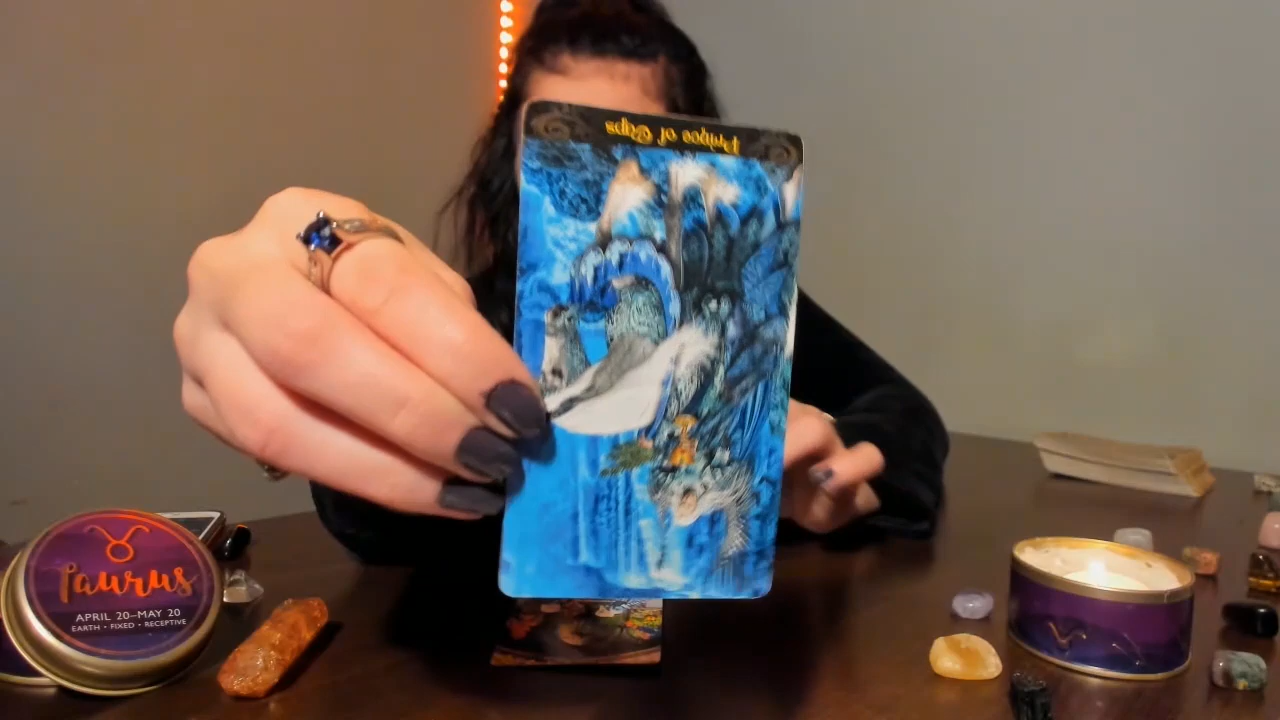 Prince of Cups
Taurus
APRIL 20–MAY 20
EARTH • FIXED • RECEPTIVE